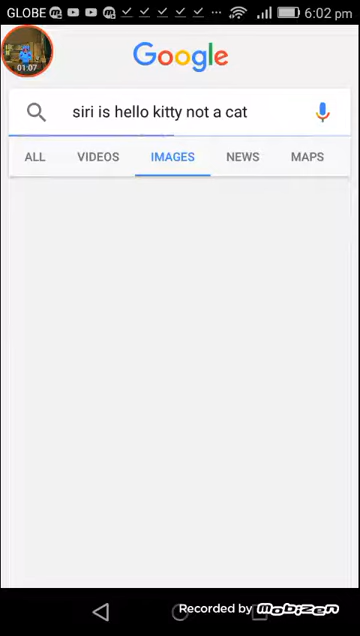 GLOBE 6:02 pm
01:07
Google
siri is hello kitty not a cat
ALL VIDEOS IMAGES NEWS MAPS
Recorded by Mobizen